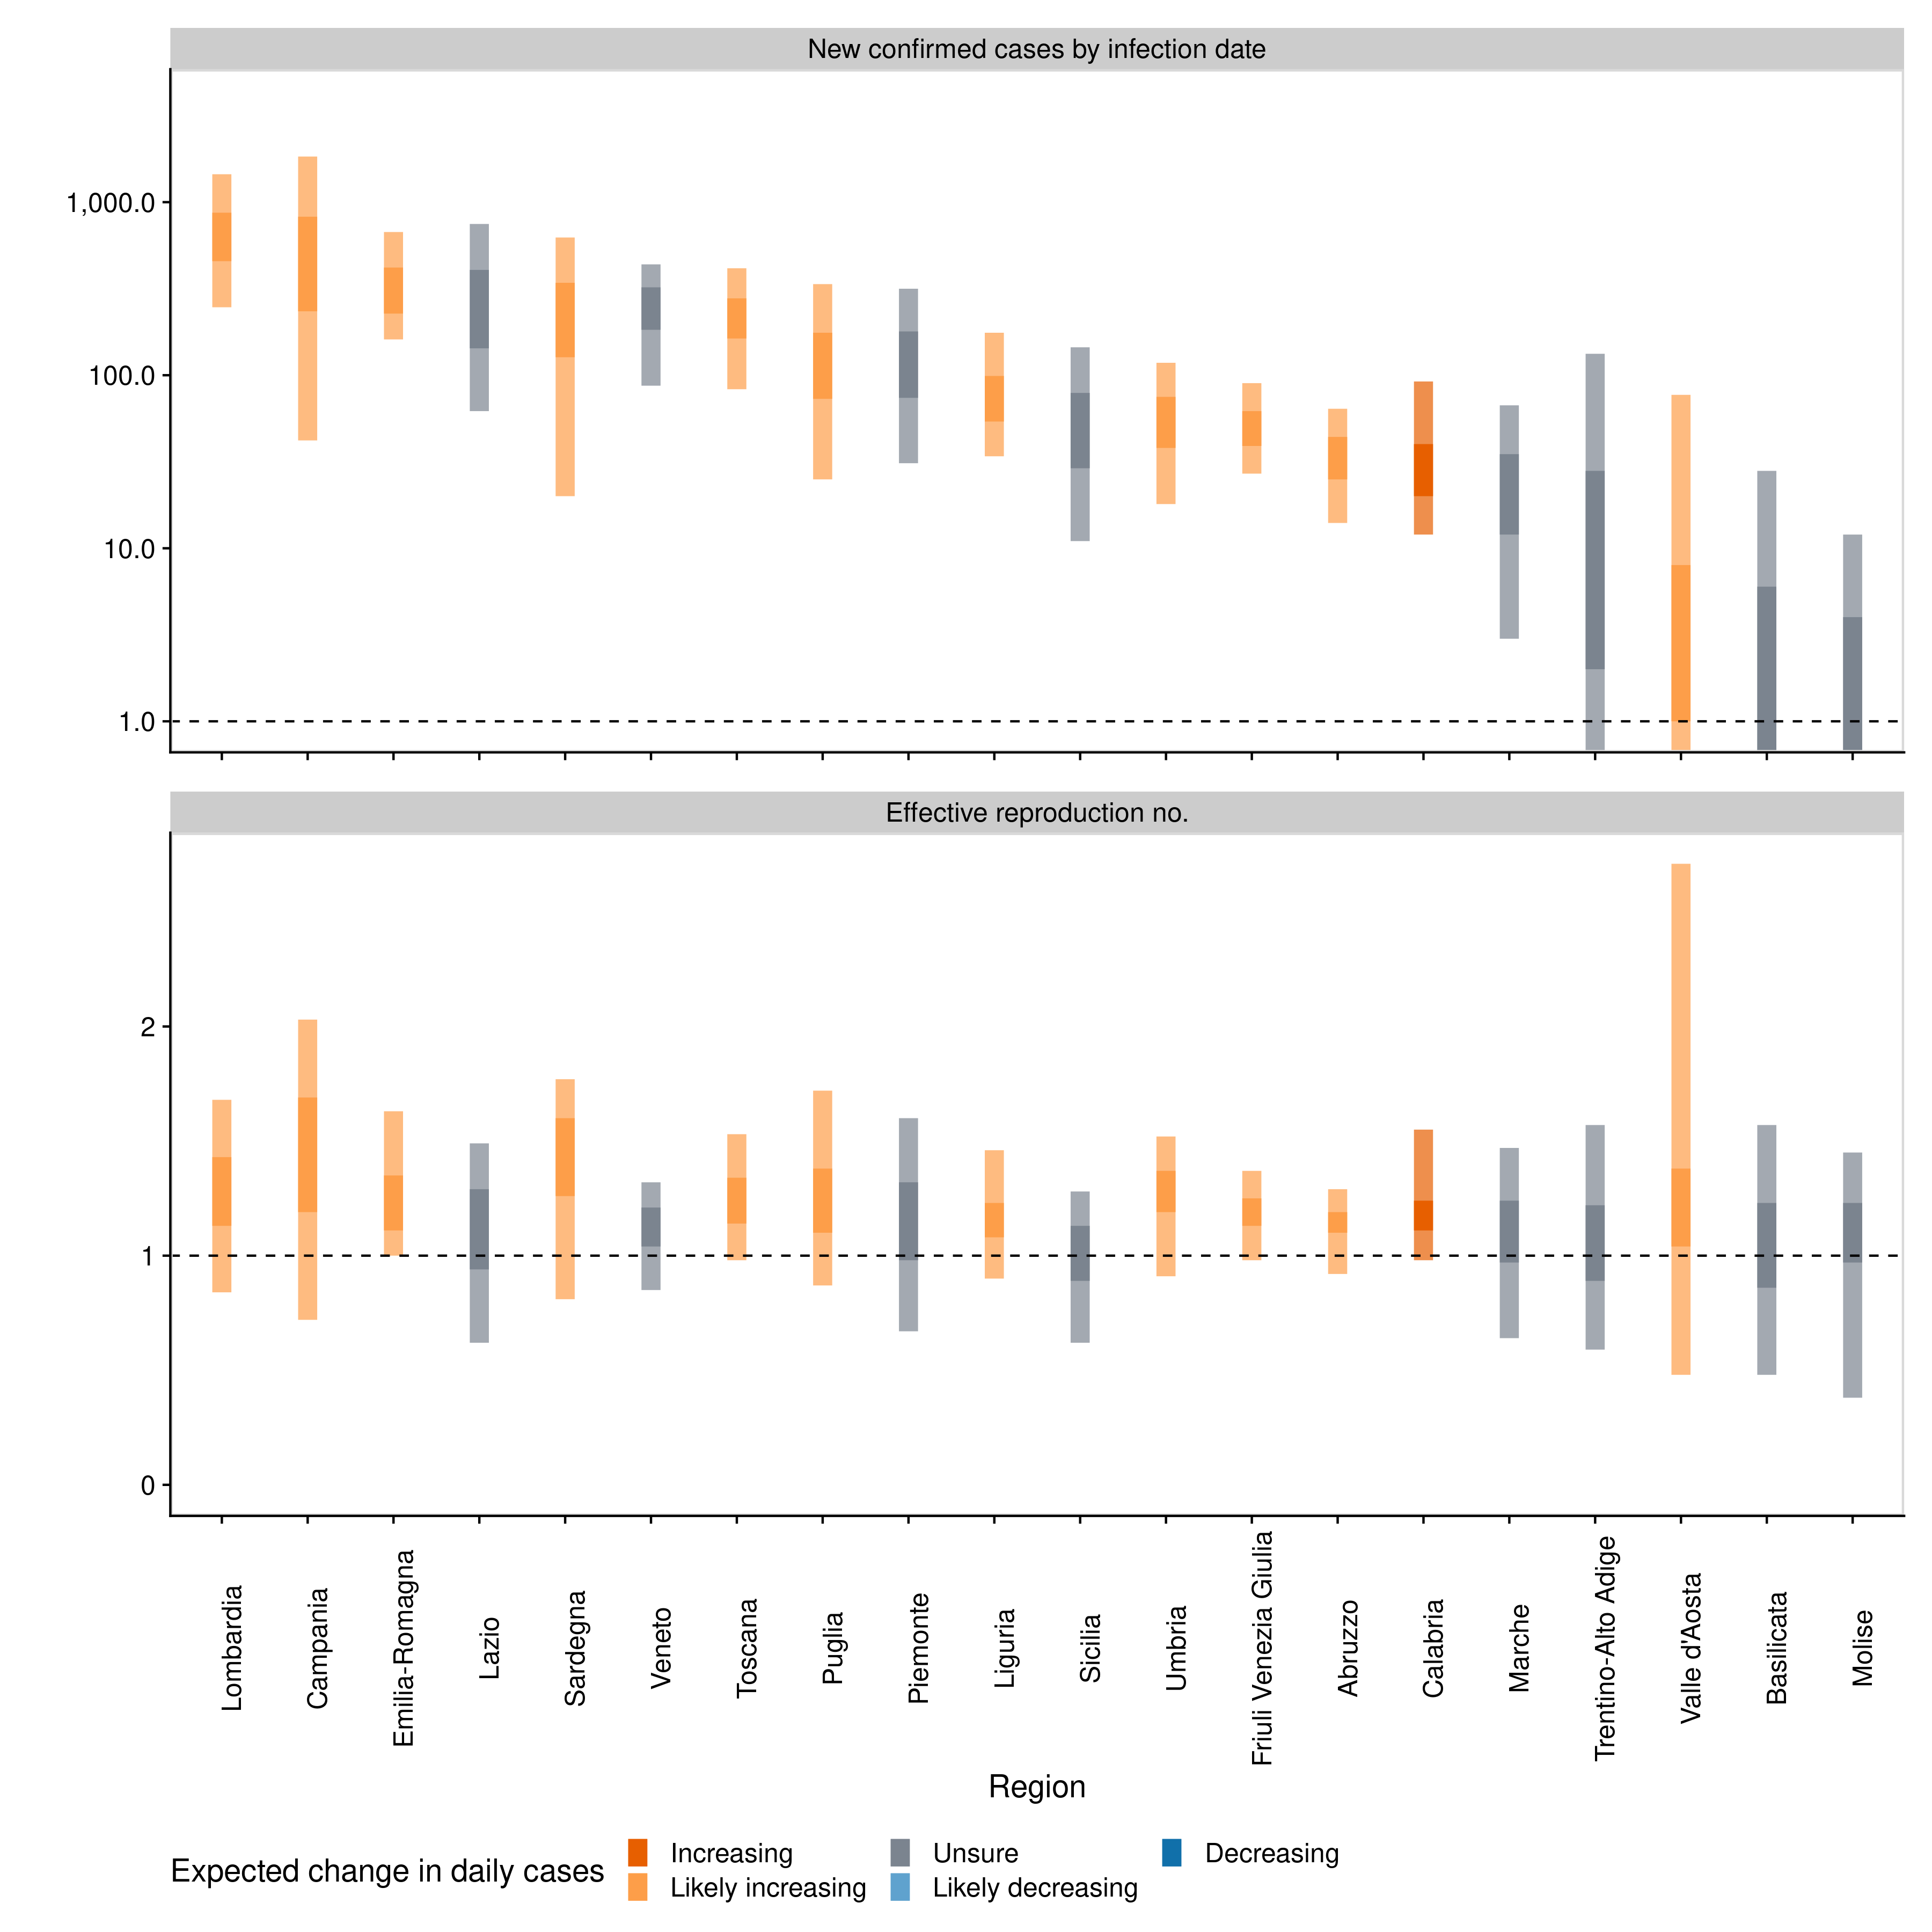 New confirmed cases by infection date
1,000.0
100.0
10.0
1.0
Effective reproduction no.
2
1
0
Lombardia
Campania
Emilia-Romagna
Lazio
Sardegna
Veneto
Toscana
Puglia
Piemonte
Liguria
Sicilia
Umbria
Friuli Venezia Giulia
Abruzzo
Calabria
Marche
Trentino-Alto Adige
Valle d'Aosta
Basilicata
Molise
Region
Expected change in daily cases
Increasing
Likely increasing
Unsure
Likely decreasing
Decreasing